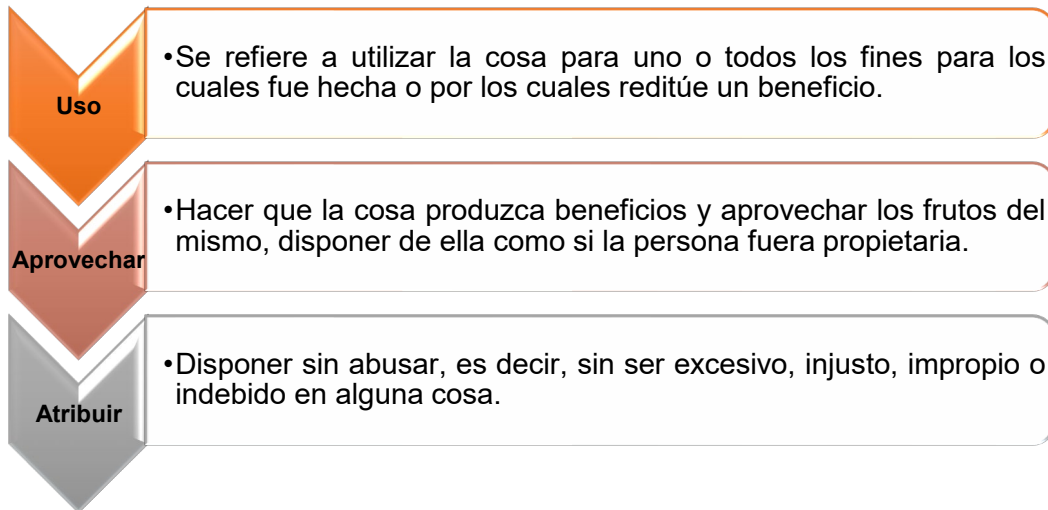 Uso
•Se refiere a utilizar la cosa para uno o todos los fines para los
cuales fue hecha o por los cuales reditúe un beneficio.
Aprovechar
•Hacer que la cosa produzca beneficios y aprovechar los frutos del
mismo, disponer de ella como si la persona fuera propietaria.
Atribuir
•Disponer sin abusar, es decir, sin ser excesivo, injusto, impropio o
indebido en alguna cosa.